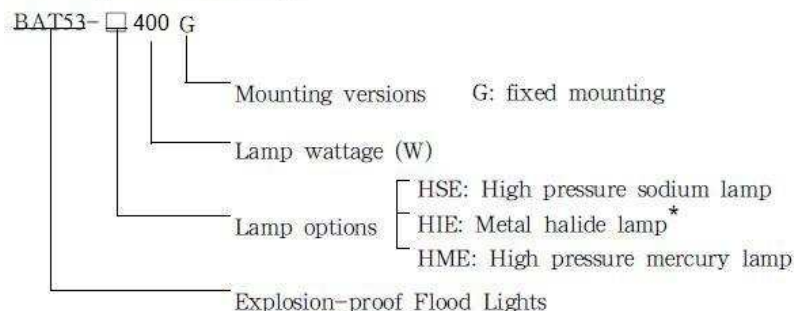 BAT53-□ 400 G
Mounting versions G: fixed mounting
Lamp wattage (W)
HSE: High pressure sodium lamp
Lamp options HIE: Metal halide lamp*
HME: High pressure mercury lamp
Explosion-proof Flood Lights